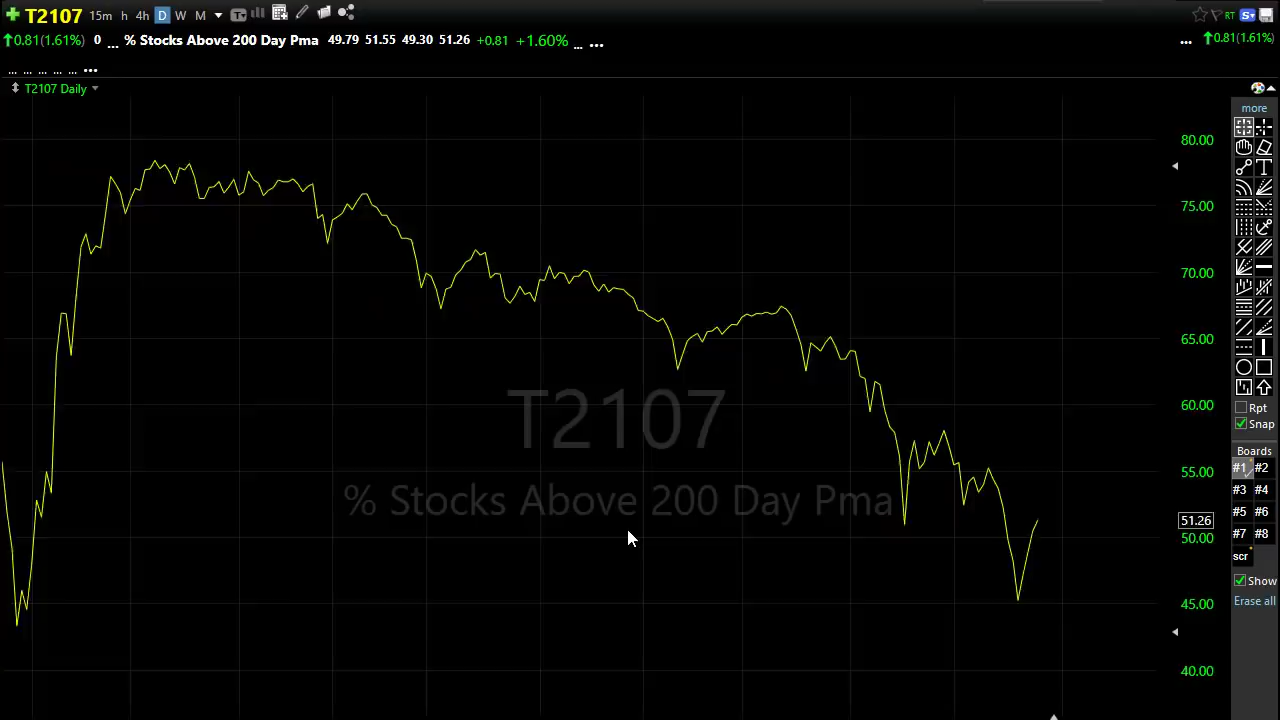 T2107 15m h 4h D W M RT S
0.81(1.61%) 0 ... % Stocks Above 200 Day Pma 49.79 51.55 49.30 51.26 +0.81 +1.60% ... ... ... 0.81(1.61%)
... ... ... ... ... ...
T2107 Daily
more
80.00
75.00
70.00
65.00
60.00
T2107
Rpt
Snap
Boards
55.00
#1 #2
% Stocks Above 200 Day Pma
#3 #4
51.26
#5 #6
50.00
#7 #8
scr
Show
45.00
Erase all
40.00